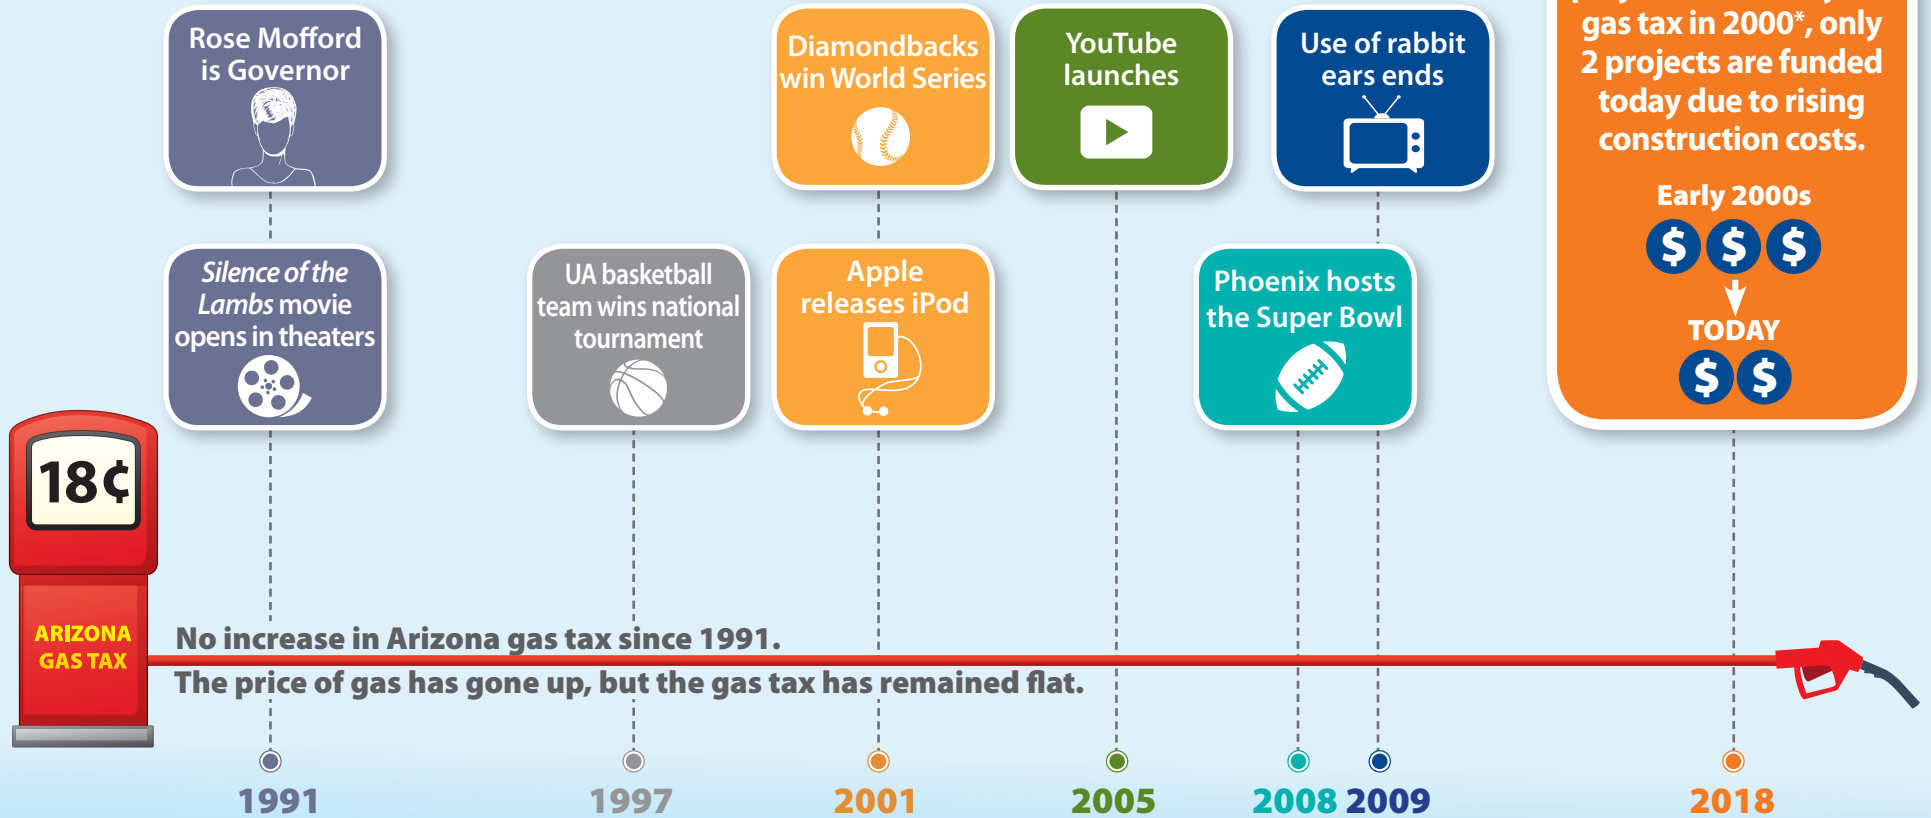 Rose Mofford
is Governor
Silence of the
Lambs movie
opens in theaters
UA basketball
team wins national
tournament
Diamondbacks
win World Series
Apple
releases iPod
YouTube
launches
Use of rabbit
ears ends
Phoenix hosts
the Super Bowl
gas tax in 2000*, only
2 projects are funded
today due to rising
construction costs.
Early 2000s
$ $ $
TODAY
$ $
18¢
ARIZONA
GAS TAX
No increase in Arizona gas tax since 1991.
The price of gas has gone up, but the gas tax has remained flat.
1991
1997
2001
2005
2008
2009
2018